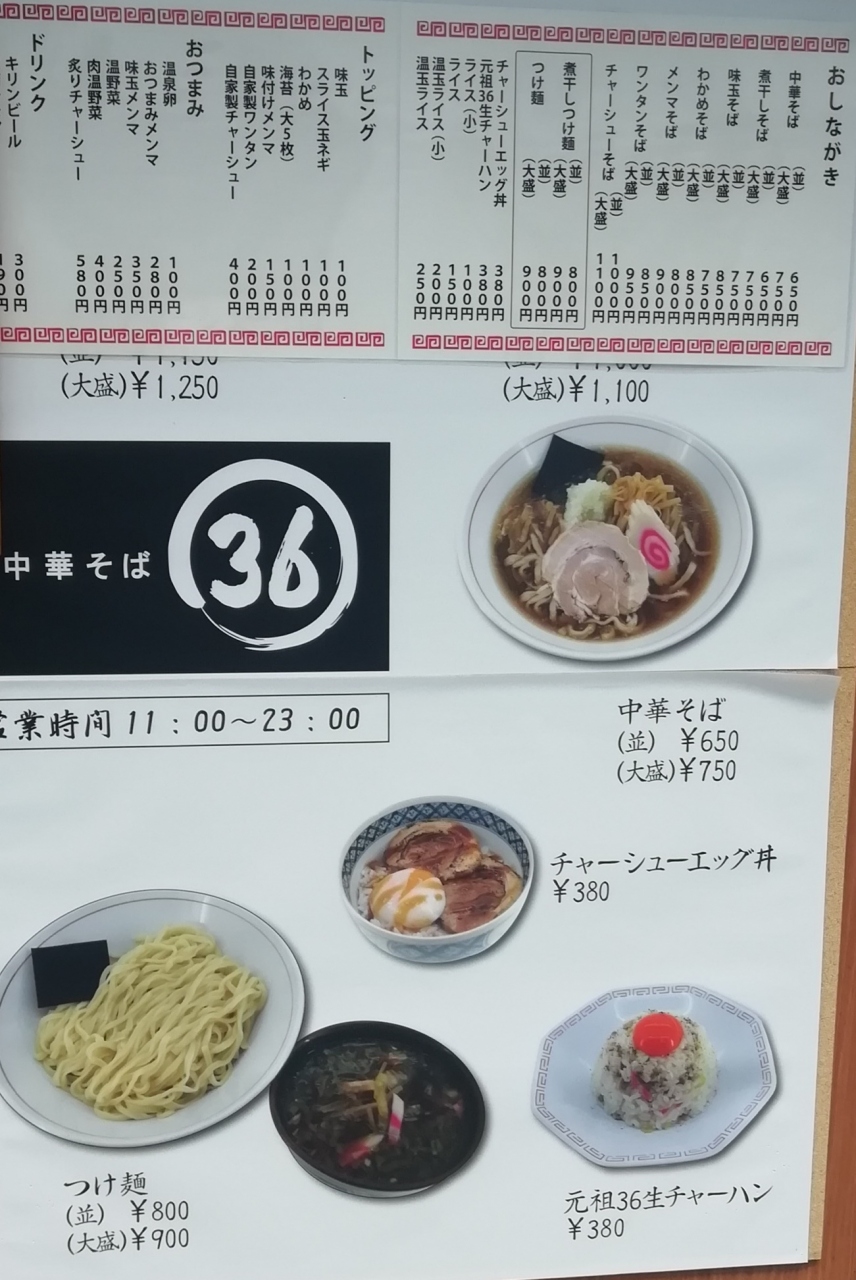 おしながき
中華そば (並) 650円
(大盛) 750円
煮干しそば (並) 650円
(大盛) 750円
味玉そば (並) 750円
(大盛) 850円
わかめそば (並) 750円
(大盛) 850円
メンマそば (並) 800円
(大盛) 900円
ワンタンそば (並) 850円
(大盛) 950円
チャーシューそば (並) 1000円
(大盛) 1100円
煮干しつけ麺 (並) 800円
(大盛) 900円
つけ麺 (並) 800円
(大盛) 900円
チャーシューエッグ丼 380円
元祖36生チャーハン 380円
ライス(小) 100円
ライス 150円
温玉ライス(小) 200円
温玉ライス 250円
トッピング
味玉 100円
スライス玉ネギ 100円
わかめ 100円
海苔(大5枚) 100円
味付けメンマ 150円
自家製ワンタン 200円
自家製チャーシュー 400円
おつまみ
温泉卵 100円
おつまみメンマ 280円
味玉メンマ 350円
温野菜 250円
肉温野菜 400円
炙りチャーシュー 580円
ドリンク
キリンビール 300円
(大盛)¥1,250
(大盛)¥1,100
中華そば 36
営業時間 11：00～23：00
中華そば
(並) ¥650
(大盛)¥750
チャーシューエッグ丼
¥380
つけ麺
(並) ¥800
(大盛)¥900
元祖36生チャーハン
¥380